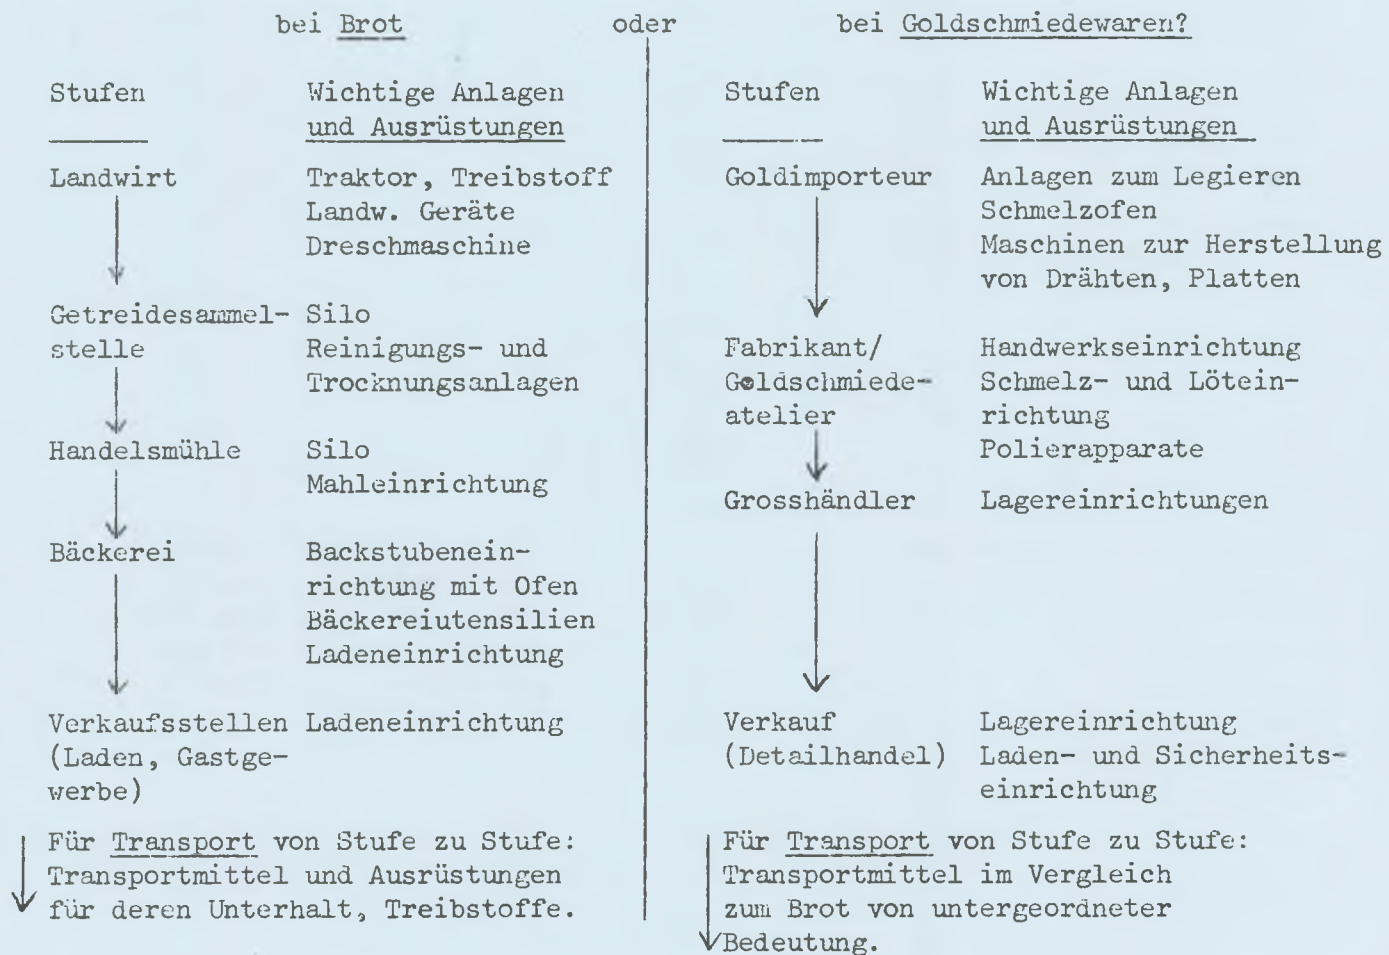 bei Brot oder bei Goldschmiedewaren?
Stufen Wichtige Anlagen
und Ausrüstungen
Landwirt Traktor, Treibstoff
Landw. Geräte
Dreschmaschine
Getreidesammel- Silo
stelle Reinigungs- und
Trocknungsanlagen
Handelsmühle Silo
Mahleinrichtung
Bäckerei Backstubenein-
richtung mit Ofen
Bäckereiutensilien
Ladeneinrichtung
Verkaufsstellen Ladeneinrichtung
(Laden, Gastge-
werbe)
Für Transport von Stufe zu Stufe:
Transportmittel und Ausrüstungen
für deren Unterhalt, Treibstoffe.
Stufen Wichtige Anlagen
und Ausrüstungen
Goldimporteur Anlagen zum Legieren
Schmelzofen
Maschinen zur Herstellung
von Drähten, Platten
Fabrikant/ Handwerkseinrichtung
Goldschmiede- Schmelz- und Lötein-
atelier richtung
Polierapparate
Grosshändler Lagereinrichtungen
Verkauf Lagereinrichtung
(Detailhandel) Laden- und Sicherheits-
einrichtung
Für Transport von Stufe zu Stufe:
Transportmittel im Vergleich
zum Brot von untergeordneter
Bedeutung.